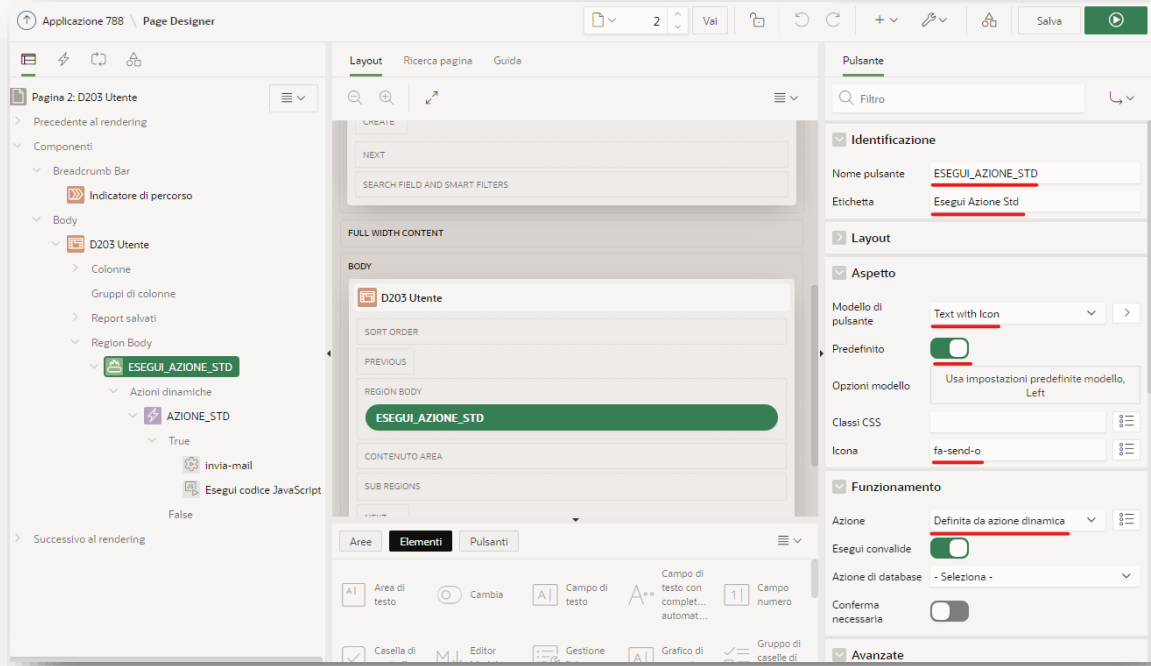 Applicazione 788 \ Page Designer
2
Vai
Salva
Pagina 2: D203 Utente
Precedente al rendering
Componenti
Breadcrumb Bar
Indicatore di percorso
Body
D203 Utente
Colonne
Gruppi di colonne
Report salvati
Region Body
ESEGUI_AZIONE_STD
Azioni dinamiche
AZIONE_STD
True
invia-mail
Esegui codice JavaScript
False
Successivo al rendering
Layout
Ricerca pagina
Guida
CREATE
NEXT
SEARCH FIELD AND SMART FILTERS
FULL WIDTH CONTENT
BODY
D203 Utente
SORT ORDER
PREVIOUS
REGION BODY
ESEGUI_AZIONE_STD
CONTENUTO AREA
SUB REGIONS
NEXT
Aree
Elementi
Pulsanti
Area di
testo
Cambia
Campo di
testo
Campo di
testo con
complet...
automat...
Campo
numero
Casella di
Editor
Gestione
Grafico di
Gruppo di
caselle di
Pulsante
Filtro
Identificazione
Nome pulsante
ESEGUI_AZIONE_STD
Etichetta
Esegui Azione Std
Layout
Aspetto
Modello di
pulsante
Text with Icon
Predefinito
Opzioni modello
Usa impostazioni predefinite modello,
Left
Classi CSS
Icona
fa-send-o
Funzionamento
Azione
Definita da azione dinamica
Esegui convalide
Azione di database
- Seleziona -
Conferma
necessaria
Avanzate